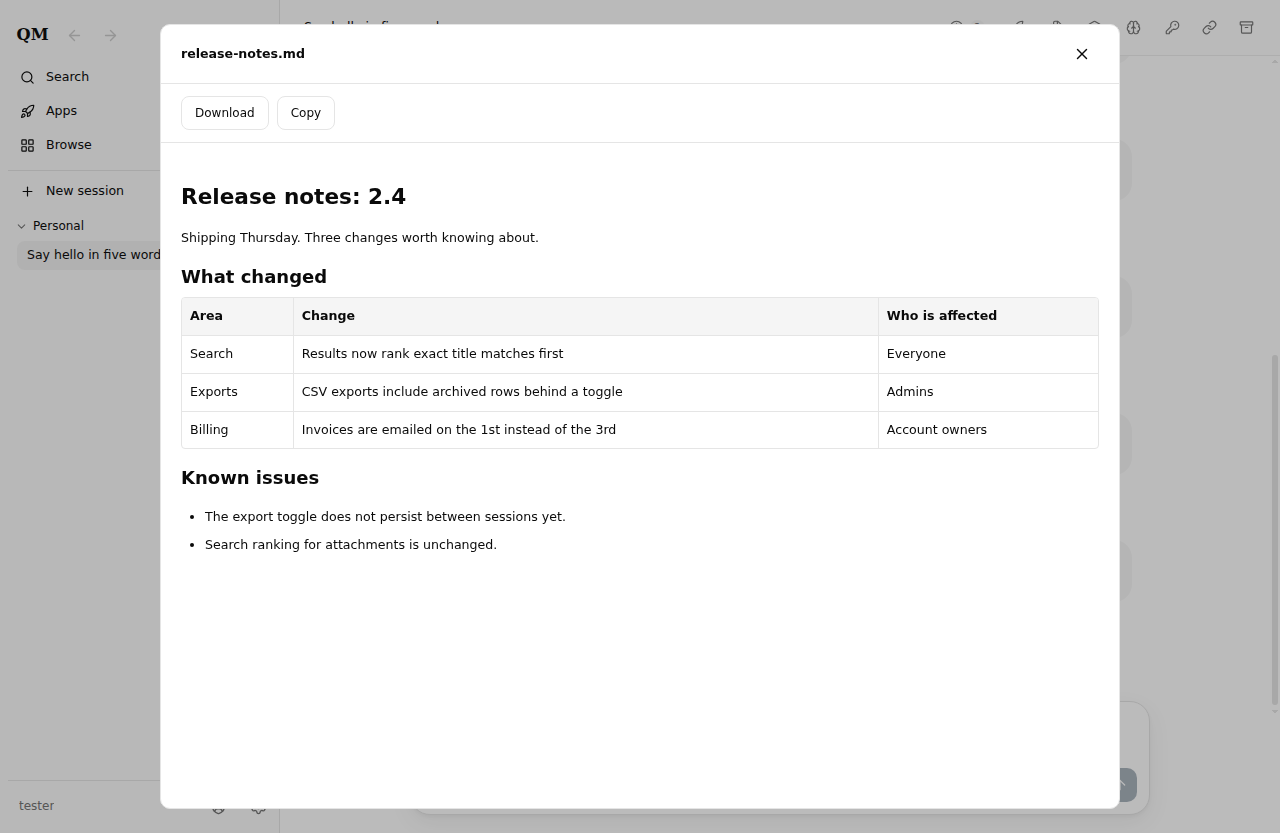 QM
Search
Apps
Browse
New session
Personal
Say hello in five word
tester
release-notes.md
Download
Copy
Release notes: 2.4
Shipping Thursday. Three changes worth knowing about.
What changed
Area Change Who is affected
Search Results now rank exact title matches first Everyone
Exports CSV exports include archived rows behind a toggle Admins
Billing Invoices are emailed on the 1st instead of the 3rd Account owners
Known issues
• The export toggle does not persist between sessions yet.
• Search ranking for attachments is unchanged.